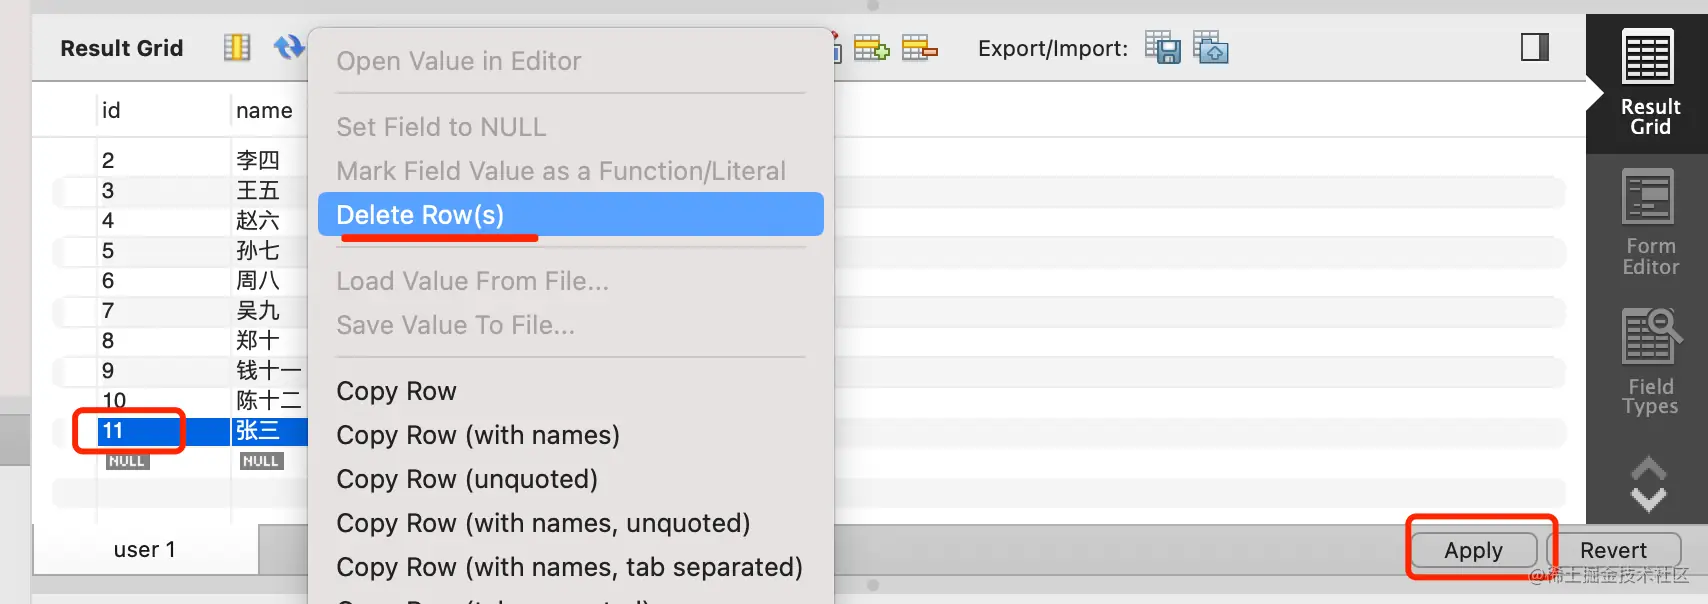 Result Grid
Export/Import:
id name
2 李四
3 王五
4 赵六
5 孙七
6 周八
7 吴九
8 郑十
9 钱十一
10 陈十二
11 张三
NULL NULL
user 1
Open Value in Editor
Set Field to NULL
Mark Field Value as a Function/Literal
Delete Row(s)
Load Value From File...
Save Value To File...
Copy Row
Copy Row (with names)
Copy Row (unquoted)
Copy Row (with names, unquoted)
Copy Row (with names, tab separated)
Result
Grid
Form
Editor
Field
Types
Apply
Revert
@稀土掘金技术社区